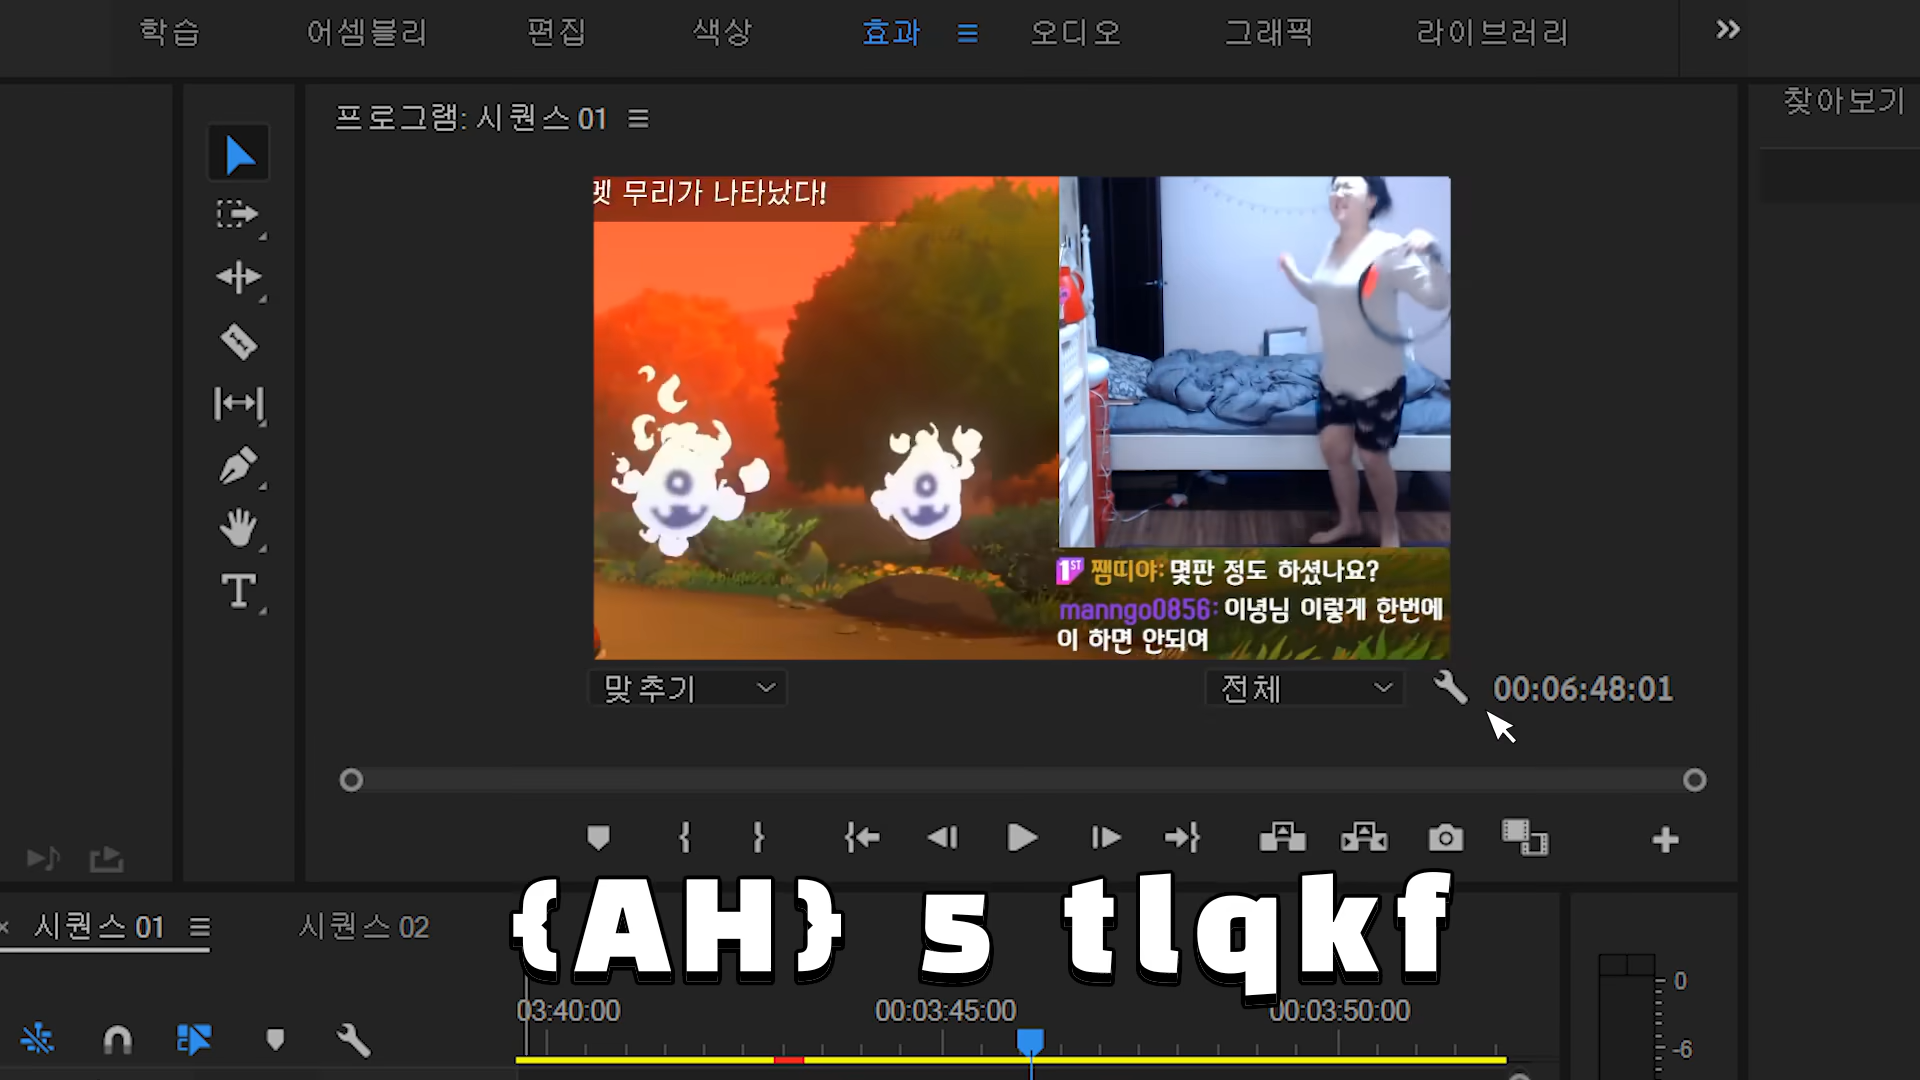 학습 어셈블리 편집 색상 효과 오디오 그래픽 라이브러리
찾아보기
프로그램: 시퀀스 01
멧 무리가 나타났다!
1ST 쨈띠야: 몇판 정도 하셨나요?
manngo0856: 이녕님 이렇게 한번에
이 하면 안되여
맞추기 전체 00:06:48:01
시퀀스 01 시퀀스 02
{AH} 5 tlqkf
03:40:00 00:03:45:00 00:03:50:00
0
-6